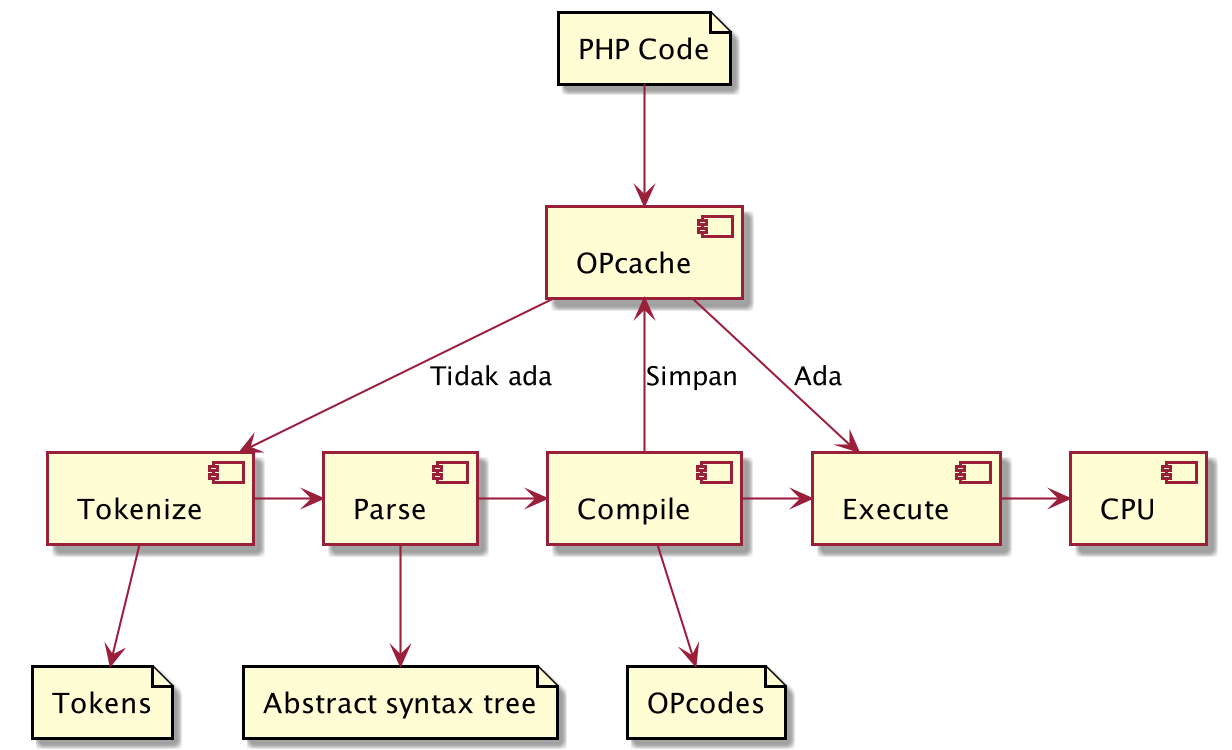 PHP Code
OPcache
Tidak ada
Simpan
Ada
Tokenize
Parse
Compile
Execute
CPU
Tokens
Abstract syntax tree
OPcodes